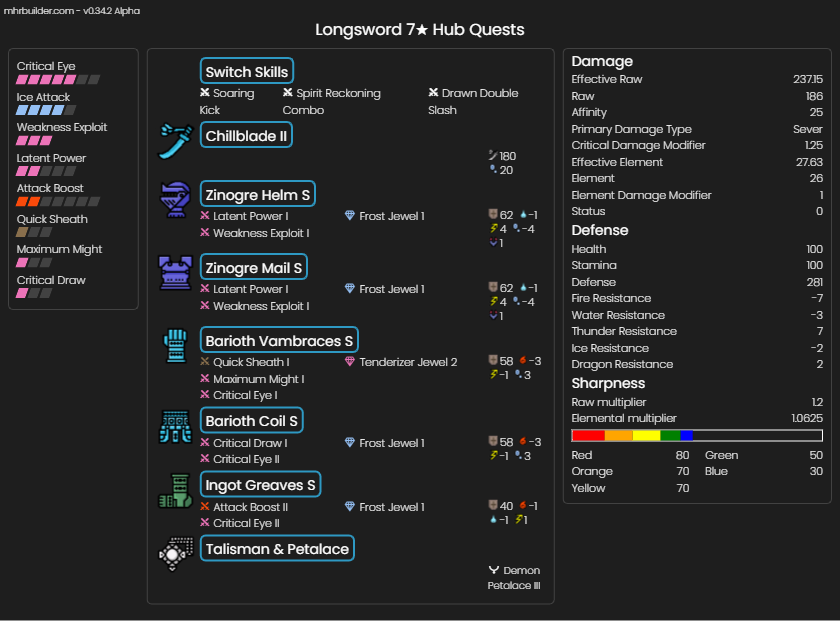 mhrbuilder.com - v0.34.2 Alpha
Longsword 7★ Hub Quests
Critical Eye
Ice Attack
Weakness Exploit
Latent Power
Attack Boost
Quick Sheath
Maximum Might
Critical Draw
Switch Skills
Soaring Kick
Spirit Reckoning Combo
Drawn Double Slash
Chillblade II
180
20
Zinogre Helm S
Latent Power I
Frost Jewel 1
Weakness Exploit I
62 -1
4 -4
1
Zinogre Mail S
Latent Power I
Frost Jewel 1
Weakness Exploit I
62 -1
4 -4
1
Barioth Vambraces S
Quick Sheath I
Tenderizer Jewel 2
Maximum Might I
Critical Eye I
58 -3
-1 3
Barioth Coil S
Critical Draw I
Frost Jewel 1
Critical Eye II
58 -3
-1 3
Ingot Greaves S
Attack Boost II
Frost Jewel 1
Critical Eye II
40 -1
-1 1
Talisman & Petalace
Demon
Petalace III
Damage
Effective Raw 237.15
Raw 186
Affinity 25
Primary Damage Type Sever
Critical Damage Modifier 1.25
Effective Element 27.63
Element 26
Element Damage Modifier 1
Status 0
Defense
Health 100
Stamina 100
Defense 281
Fire Resistance -7
Water Resistance -3
Thunder Resistance 7
Ice Resistance -2
Dragon Resistance 2
Sharpness
Raw multiplier 1.2
Elemental multiplier 1.0625
Red 80 Green 50
Orange 70 Blue 30
Yellow 70